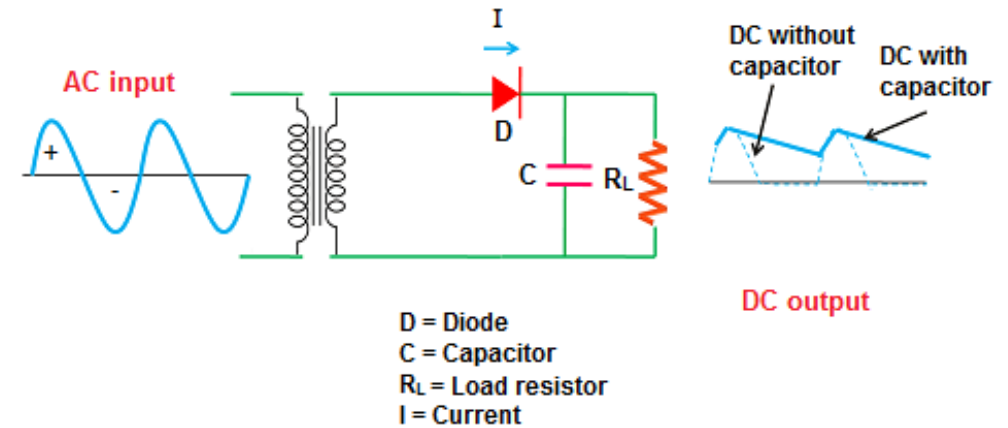 I
DC without
capacitor
DC with
capacitor
AC input
+
-
D
C
RL
DC output
D = Diode
C = Capacitor
RL = Load resistor
I = Current